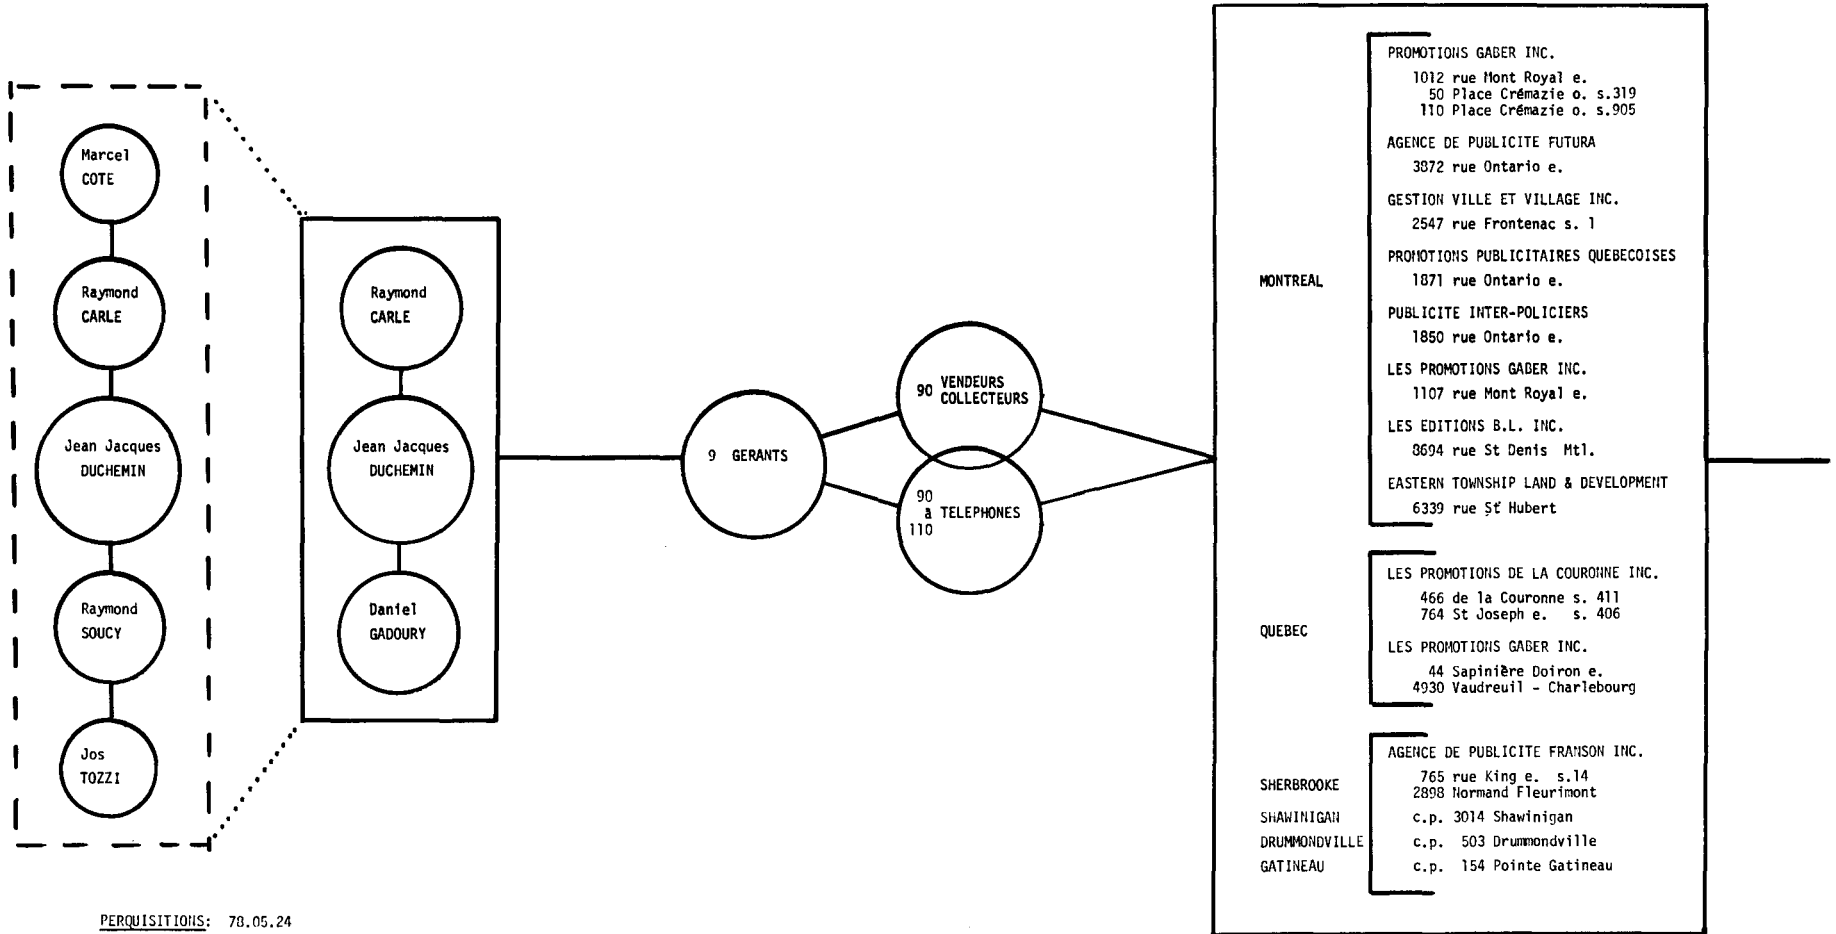 Marcel
COTE
Raymond
CARLE
Jean Jacques
DUCHEMIN
Raymond
SOUCY
Jos
TOZZI
Raymond
CARLE
Jean Jacques
DUCHEMIN
Daniel
GADOURY
9 GERANTS
90 VENDEURS
COLLECTEURS
90
à TELEPHONES
110
MONTREAL
PROMOTIONS GABER INC.
1012 rue Mont Royal e.
50 Place Crémazie o. s.319
110 Place Crémazie o. s.905
AGENCE DE PUBLICITE FUTURA
3872 rue Ontario e.
GESTION VILLE ET VILLAGE INC.
2547 rue Frontenac s. 1
PROMOTIONS PUBLICITAIRES QUEBECOISES
1871 rue Ontario e.
PUBLICITE INTER-POLICIERS
1850 rue Ontario e.
LES PROMOTIONS GABER INC.
1107 rue Mont Royal e.
LES EDITIONS B.L. INC.
8694 rue St Denis Mtl.
EASTERN TOWNSHIP LAND & DEVELOPMENT
6339 rue St Hubert
QUEBEC
LES PROMOTIONS DE LA COURONNE INC.
466 de la Couronne s. 411
764 St Joseph e. s. 406
LES PROMOTIONS GABER INC.
44 Sapinière Doiron e.
4930 Vaudreuil - Charlebourg
AGENCE DE PUBLICITE FRANSON INC.
SHERBROOKE 765 rue King e. s.14
2898 Normand Fleurimont
SHAWINIGAN c.p. 3014 Shawinigan
DRUMMONDVILLE c.p. 503 Drummondville
GATINEAU c.p. 154 Pointe Gatineau
PERQUISITIONS: 78.05.24